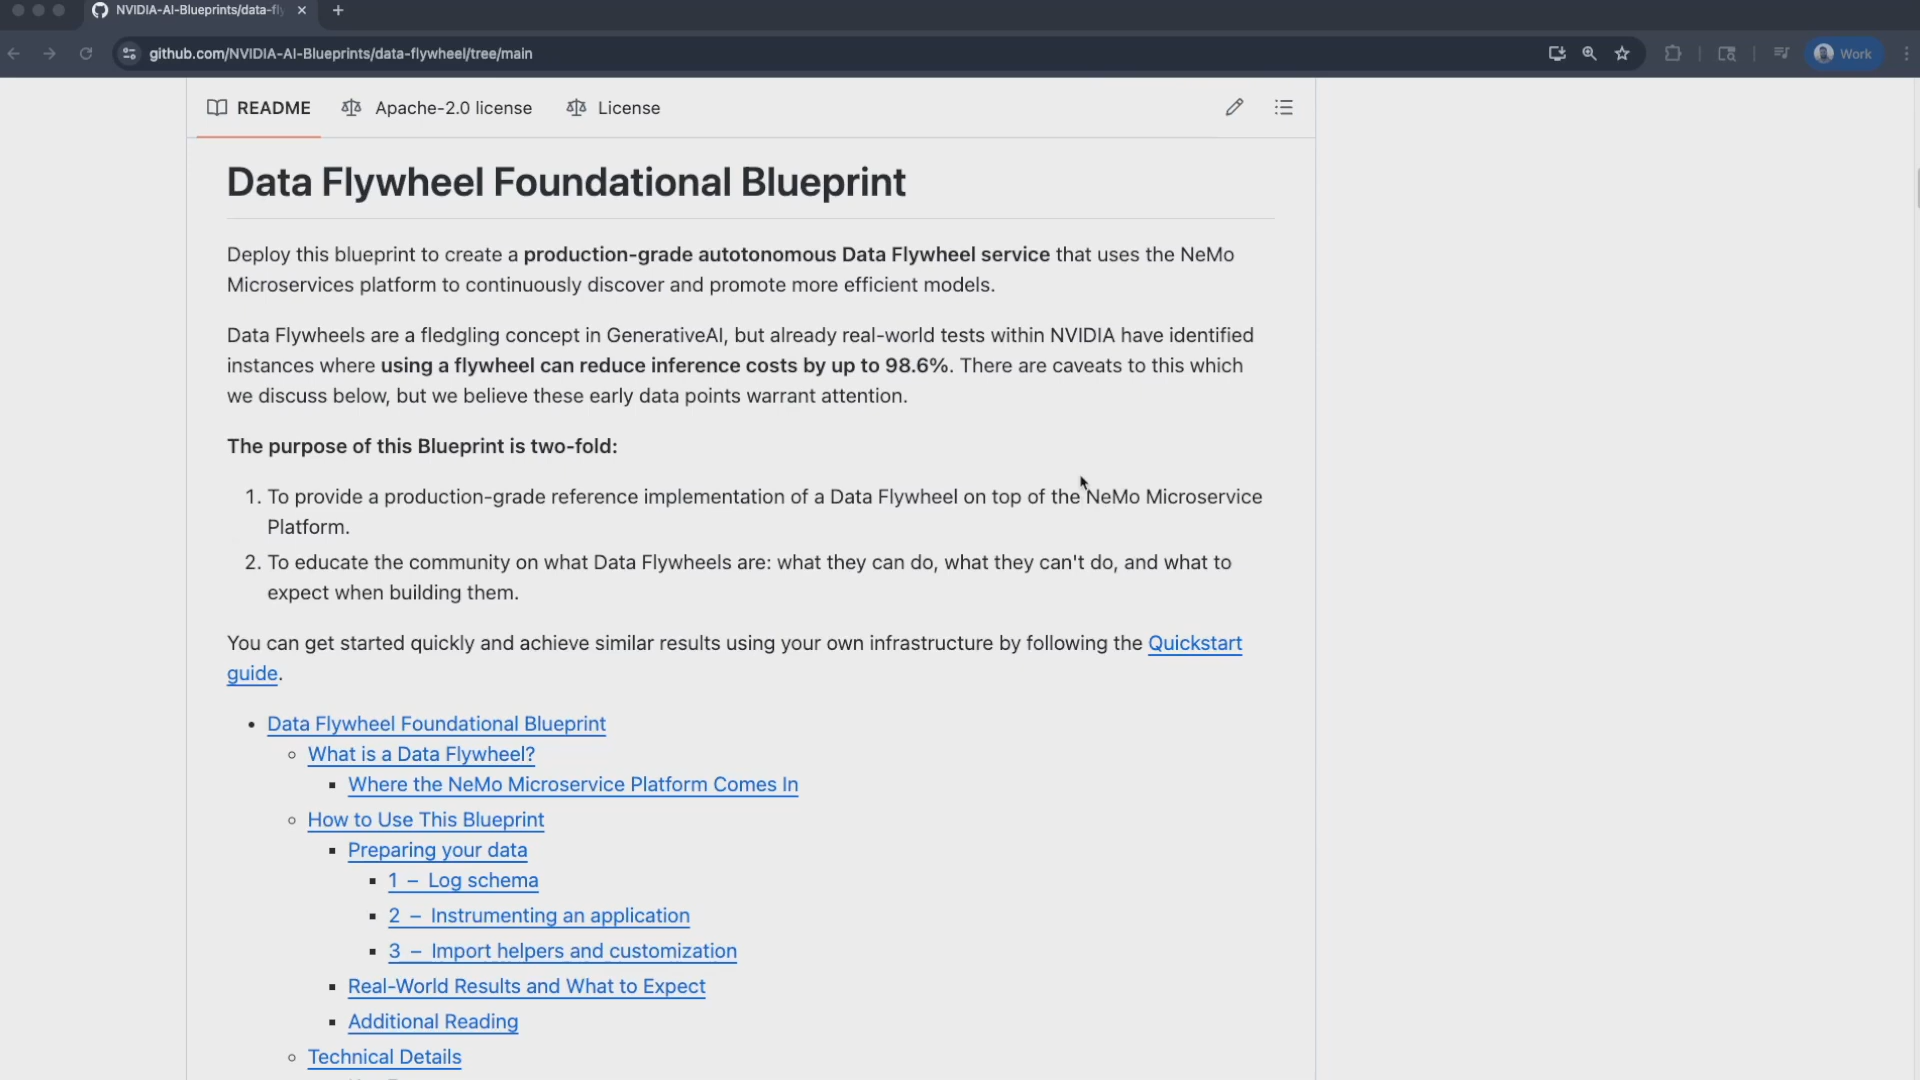 NVIDIA-AI-Blueprints/data-fly
github.com/NVIDIA-AI-Blueprints/data-flywheel/tree/main
Work
README
Apache-2.0 license
License
Data Flywheel Foundational Blueprint
Deploy this blueprint to create a production-grade autotonomous Data Flywheel service that uses the NeMo
Microservices platform to continuously discover and promote more efficient models.
Data Flywheels are a fledgling concept in GenerativeAI, but already real-world tests within NVIDIA have identified
instances where using a flywheel can reduce inference costs by up to 98.6%. There are caveats to this which
we discuss below, but we believe these early data points warrant attention.
The purpose of this Blueprint is two-fold:
1. To provide a production-grade reference implementation of a Data Flywheel on top of the NeMo Microservice
Platform.
2. To educate the community on what Data Flywheels are: what they can do, what they can't do, and what to
expect when building them.
You can get started quickly and achieve similar results using your own infrastructure by following the Quickstart
guide.
• Data Flywheel Foundational Blueprint
◦ What is a Data Flywheel?
▪ Where the NeMo Microservice Platform Comes In
◦ How to Use This Blueprint
▪ Preparing your data
▪ 1 – Log schema
▪ 2 – Instrumenting an application
▪ 3 – Import helpers and customization
▪ Real-World Results and What to Expect
▪ Additional Reading
◦ Technical Details